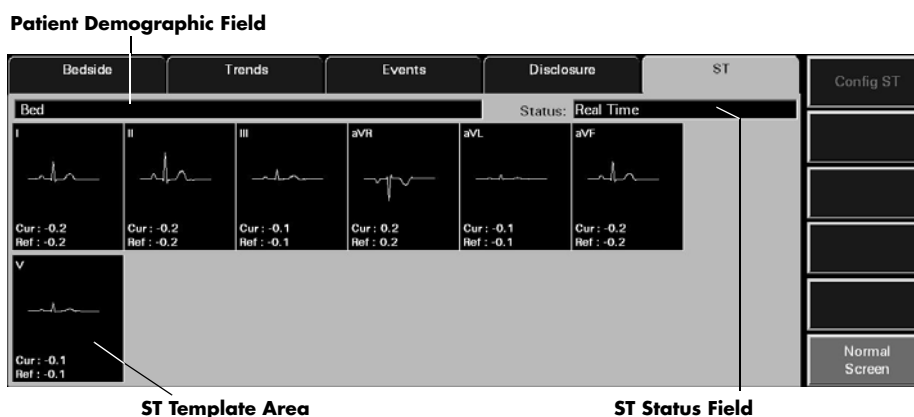 Patient Demographic Field
Bedside Trends Events Disclosure ST
Config ST
Bed Status: Real Time
I II III aVR aVL aVF
Cur: -0.2 Cur: -0.2 Cur: -0.1 Cur: 0.2 Cur: -0.1 Cur: -0.2
Ref: -0.2 Ref: -0.2 Ref: -0.1 Ref: 0.2 Ref: -0.1 Ref: -0.2
V
Cur: -0.1
Ref: -0.1
Normal
Screen
ST Template Area ST Status Field